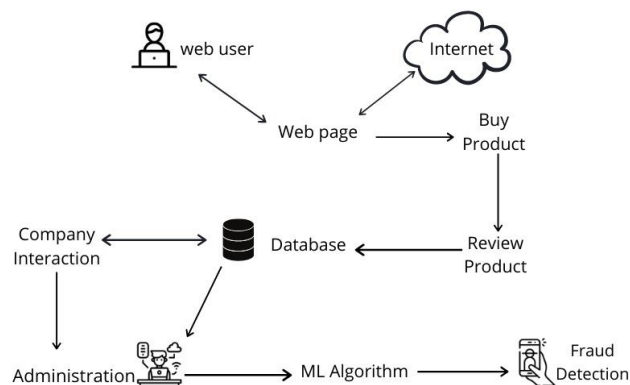 web user
Internet
Web page
Buy
Product
Company
Interaction
Database
Review
Product
Administration
ML Algorithm
Fraud
Detection